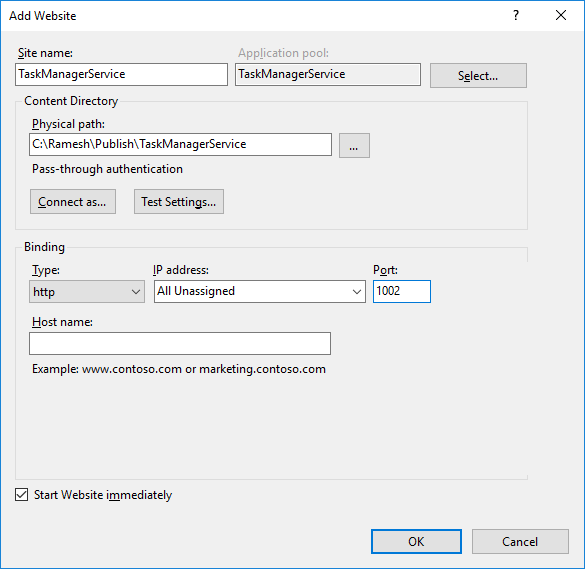 Add Website
?
Site name: Application pool:
TaskManagerService TaskManagerService Select...
Content Directory
Physical path:
C:\Ramesh\Publish\TaskManagerService ...
Pass-through authentication
Connect as... Test Settings...
Binding
Type: IP address: Port:
http All Unassigned 1002
Host name:
Example: www.contoso.com or marketing.contoso.com
Start Website immediately
OK Cancel